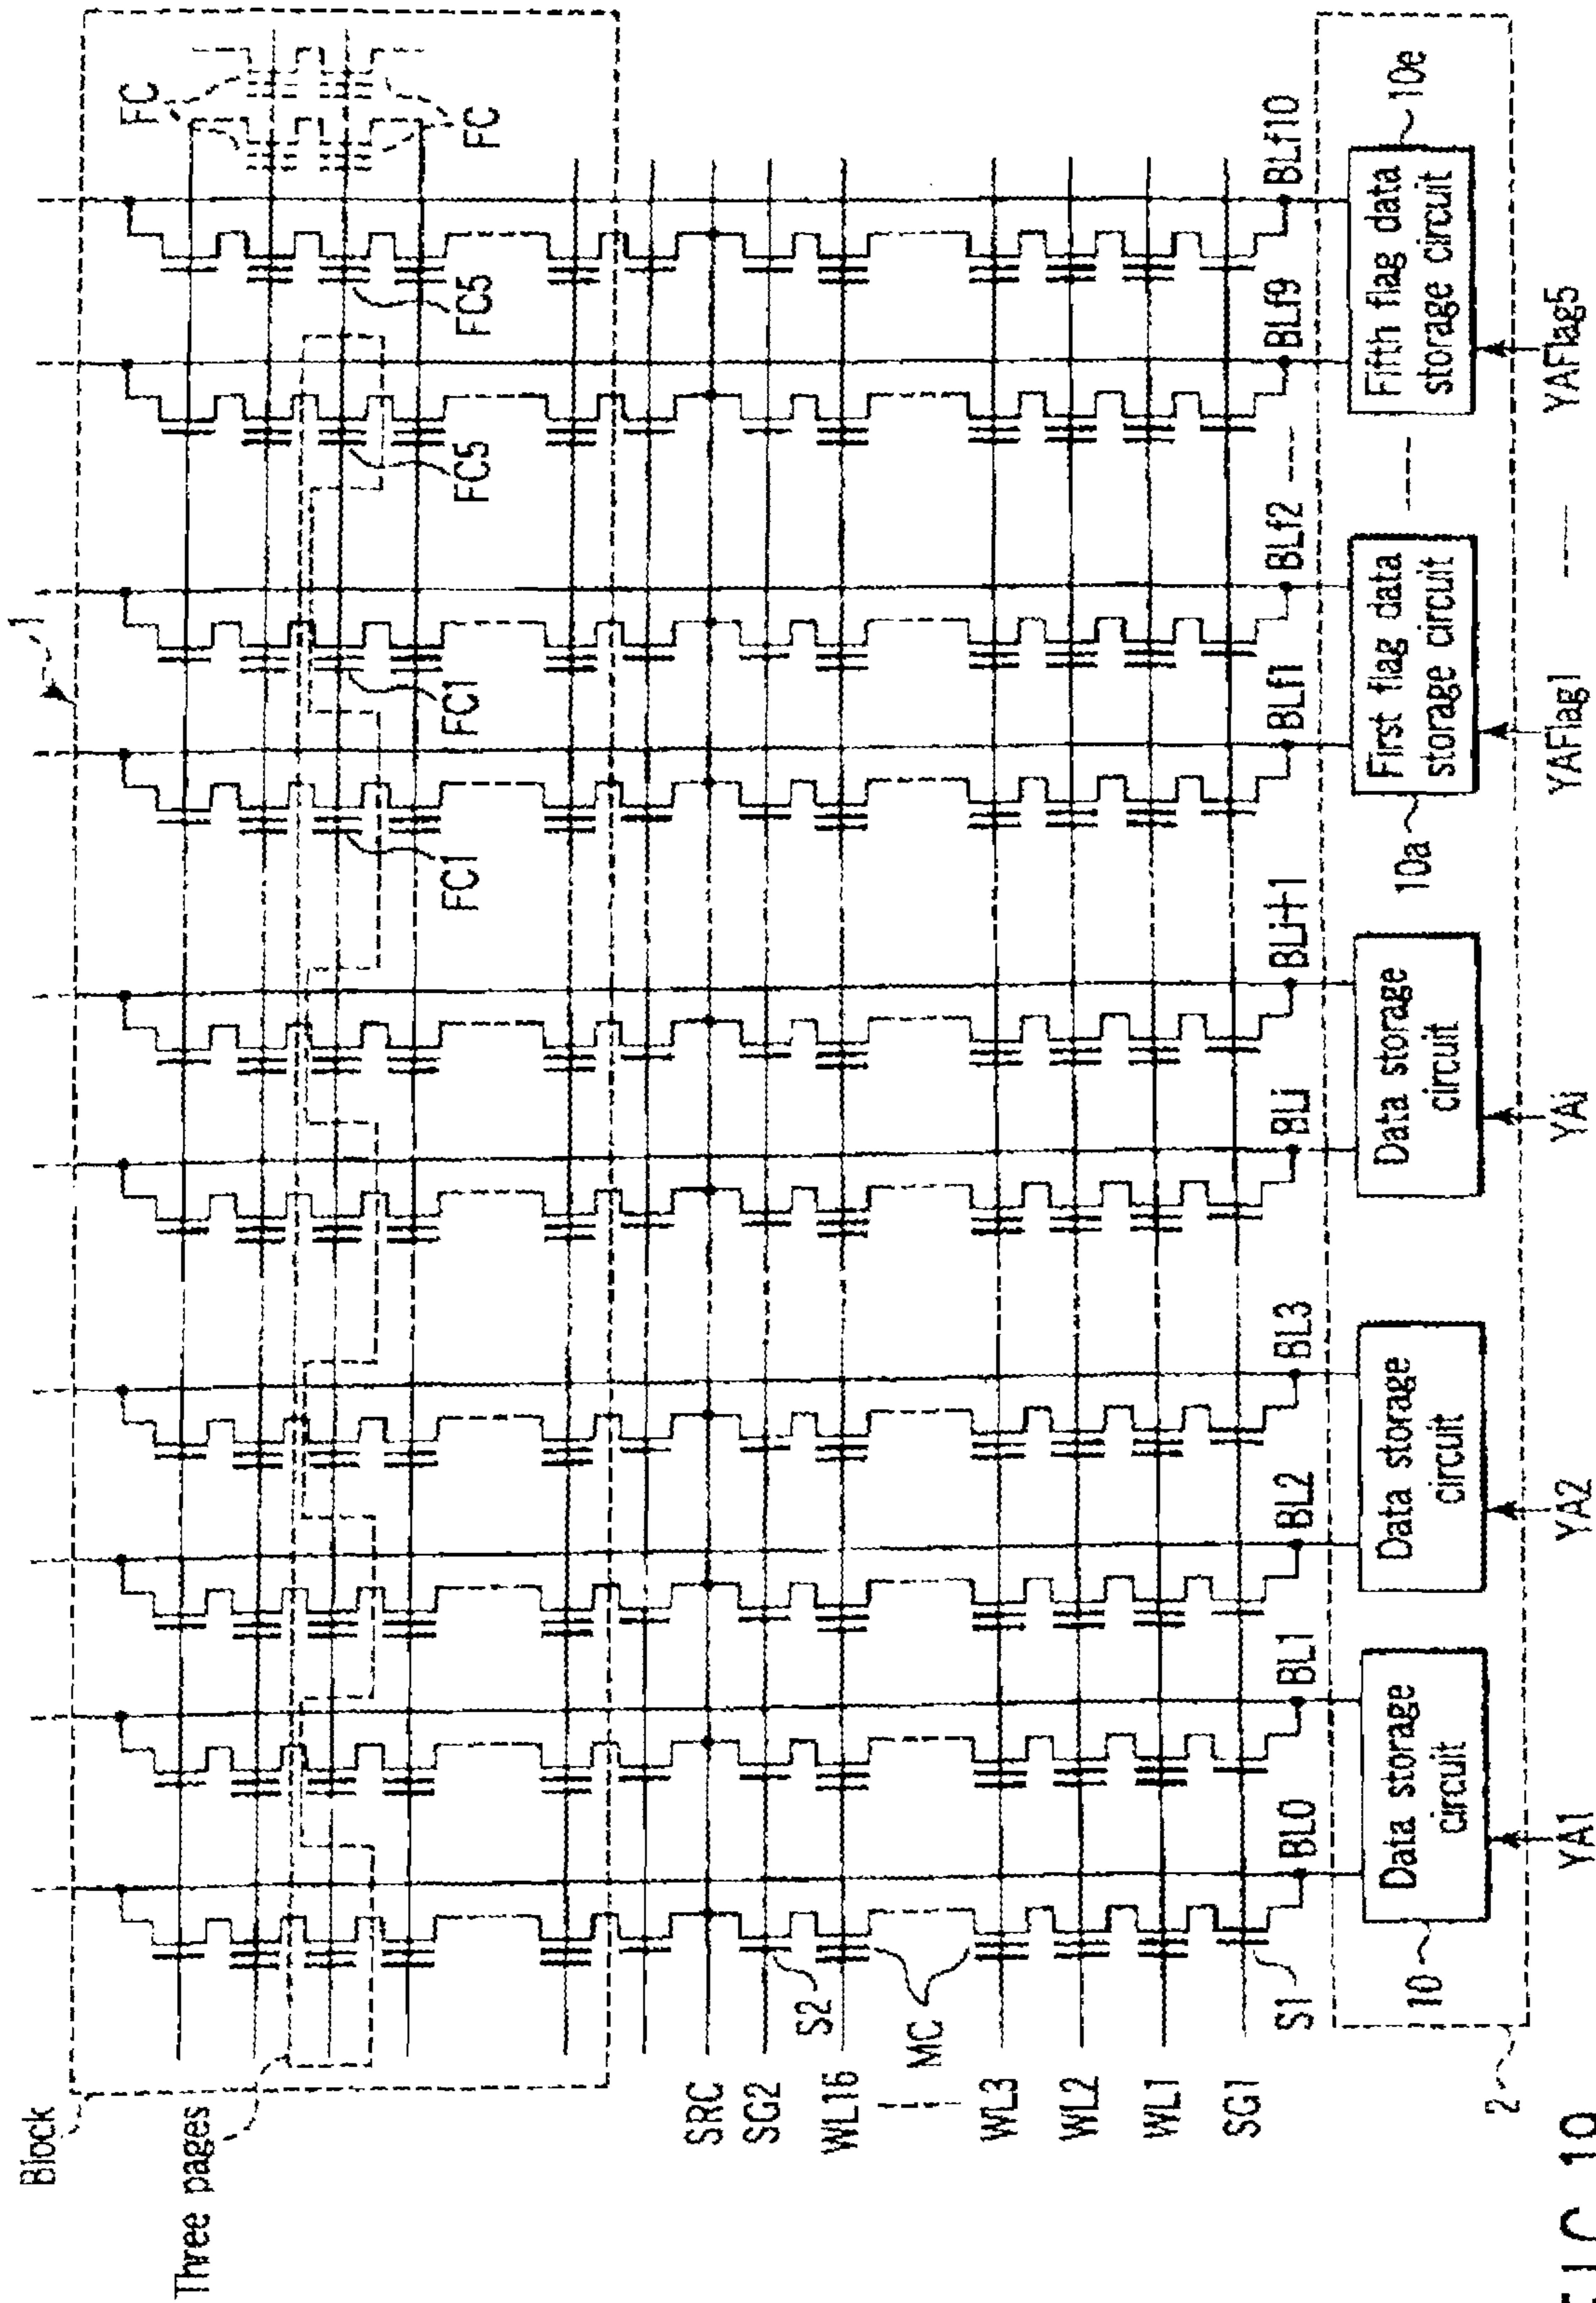 Block
Three pages
1
FC
FC
FC1
FC1
FC5
FC5
SRC
SG2
WL16
WL3
WL2
WL1
SG1
S2
MC
S1
BL0
BL1
BL2
BL3
BLi
BLi+1
BLf1
BLf2
BLf9
BLf10
10
Data storage
circuit
Data storage
circuit
Data storage
circuit
10a
First flag data
storage circuit
Fifth flag data
storage circuit
10e
2
YA1
YA2
YAi
YAFlag1
YAFlag5